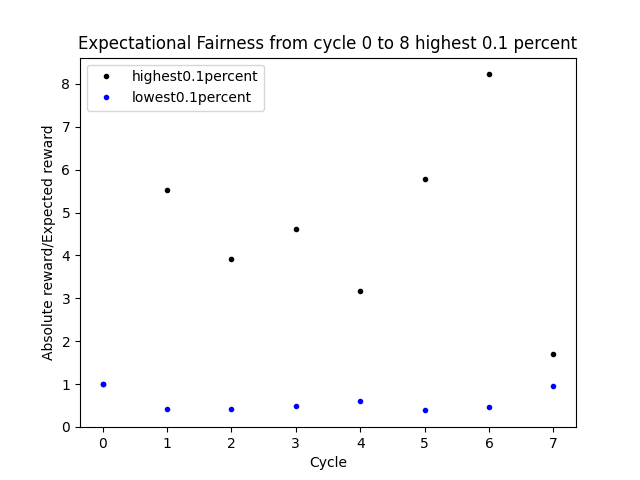 Expectational Fairness from cycle 0 to 8 highest 0.1 percent
highest0.1percent
lowest0.1percent
Absolute reward/Expected reward
8
7
6
5
4
3
2
1
0
0 1 2 3 4 5 6 7
Cycle